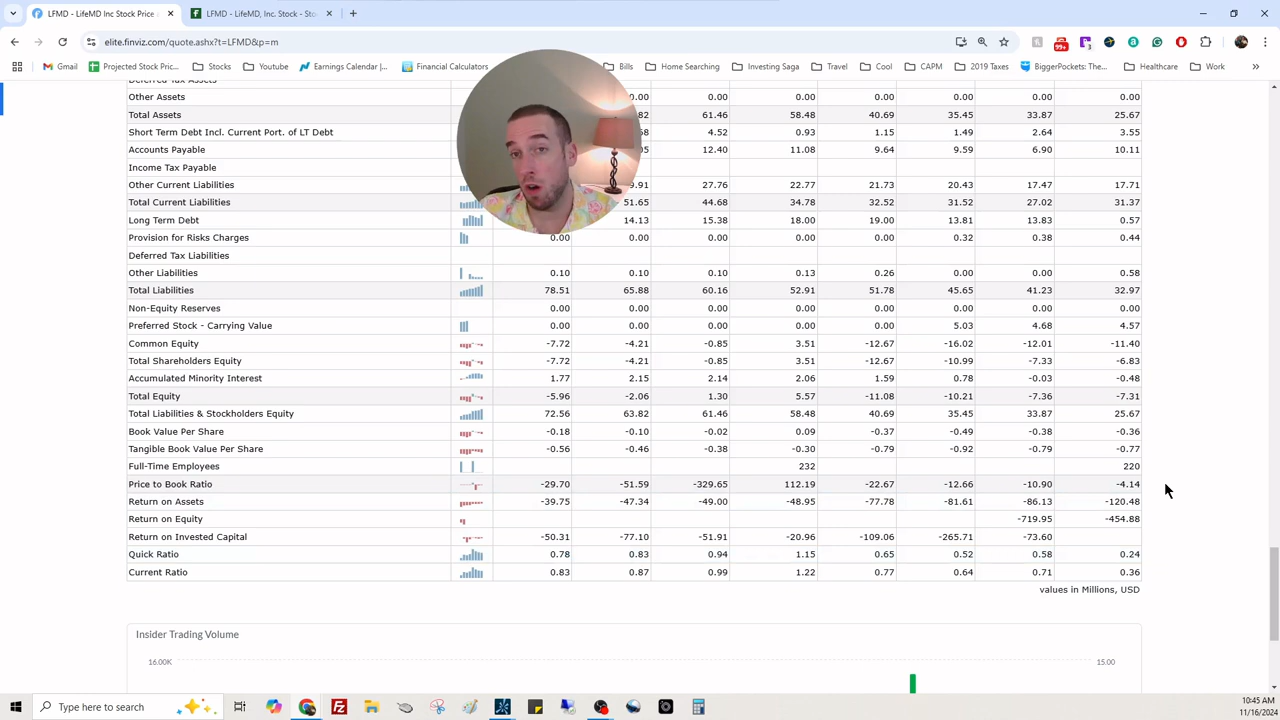 LFMD - LifeMD Inc Stock Price
LFMD - LifeMD, Inc. Stock - Sto
elite.finviz.com/quote.ashx?t=LFMD&p=m
Gmail Projected Stock Price Stocks Youtube Earnings Calendar Financial Calculators Bills Home Searching Investing Saga Travel Cool CAPM 2019 Taxes BiggerPockets: The... Healthcare Work
Deferred Tax Assets
Other Assets 0.00 0.00 0.00 0.00 0.00 0.00
Total Assets 82 61.46 58.48 40.69 35.45 33.87 25.67
Short Term Debt Incl. Current Port. of LT Debt 4.52 0.93 1.15 1.49 2.64 3.55
Accounts Payable 12.40 11.08 9.64 9.59 6.90 10.11
Income Tax Payable
Other Current Liabilities 9.91 27.76 22.77 21.73 20.43 17.47 17.71
Total Current Liabilities 51.65 44.68 34.78 32.52 31.52 27.02 31.37
Long Term Debt 14.13 15.38 18.00 19.00 13.81 13.83 0.57
Provision for Risks Charges 0.00 0.00 0.00 0.00 0.00 0.32 0.38 0.44
Deferred Tax Liabilities
Other Liabilities 0.10 0.10 0.10 0.13 0.26 0.00 0.00 0.58
Total Liabilities 78.51 65.88 60.16 52.91 51.78 45.65 41.23 32.97
Non-Equity Reserves 0.00 0.00 0.00 0.00 0.00 0.00 0.00 0.00
Preferred Stock - Carrying Value 0.00 0.00 0.00 0.00 0.00 5.03 4.68 4.57
Common Equity -7.72 -4.21 -0.85 3.51 -12.67 -16.02 -12.01 -11.40
Total Shareholders Equity -7.72 -4.21 -0.85 3.51 -12.67 -10.99 -7.33 -6.83
Accumulated Minority Interest 1.77 2.15 2.14 2.06 1.59 0.78 -0.03 -0.48
Total Equity -5.96 -2.06 1.30 5.57 -11.08 -10.21 -7.36 -7.31
Total Liabilities & Stockholders Equity 72.56 63.82 61.46 58.48 40.69 35.45 33.87 25.67
Book Value Per Share -0.18 -0.10 -0.02 0.09 -0.37 -0.49 -0.38 -0.36
Tangible Book Value Per Share -0.56 -0.46 -0.38 -0.30 -0.79 -0.92 -0.79 -0.77
Full-Time Employees 232 220
Price to Book Ratio -29.70 -51.59 -329.65 112.19 -22.67 -12.66 -10.90 -4.14
Return on Assets -39.75 -47.34 -49.00 -48.95 -77.78 -81.61 -86.13 -120.48
Return on Equity -719.95 -454.88
Return on Invested Capital -50.31 -77.10 -51.91 -20.96 -109.06 -265.71 -73.60
Quick Ratio 0.78 0.83 0.94 1.15 0.65 0.52 0.58 0.24
Current Ratio 0.83 0.87 0.99 1.22 0.77 0.64 0.71 0.36
values in Millions, USD
Insider Trading Volume
16.00K 15.00
Type here to search
10:45 AM
11/16/2024